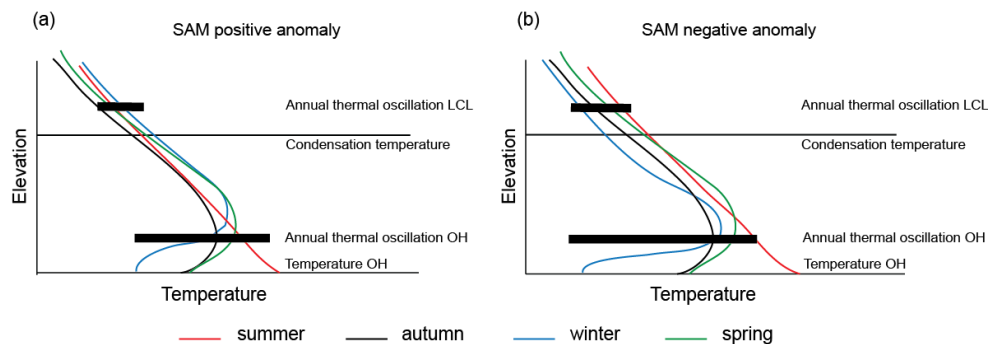 (a)
SAM positive anomaly
Annual thermal oscillation LCL
Condensation temperature
Elevation
Annual thermal oscillation OH
Temperature OH
Temperature
(b)
SAM negative anomaly
Annual thermal oscillation LCL
Condensation temperature
Elevation
Annual thermal oscillation OH
Temperature OH
Temperature
summer autumn winter spring